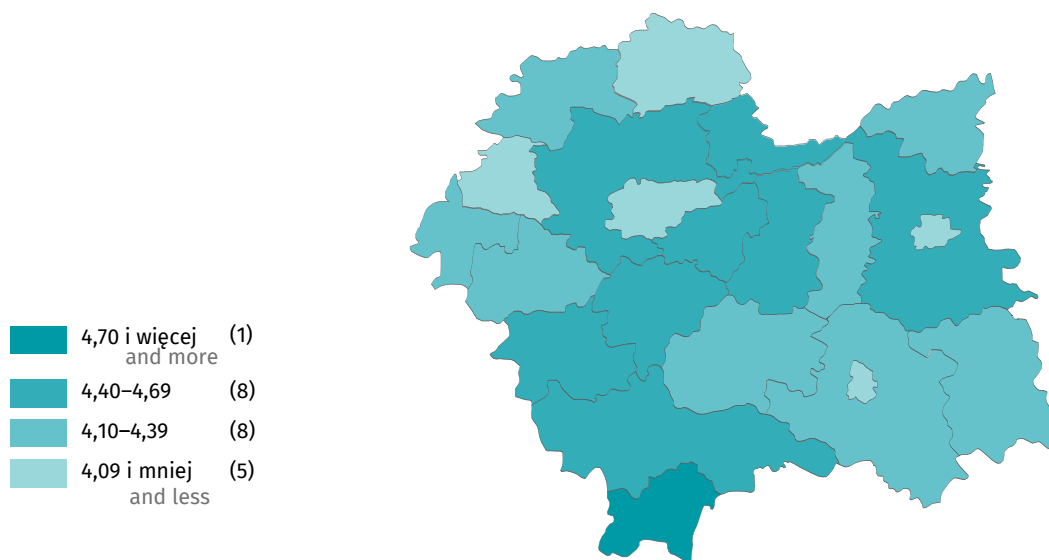 4,70 i więcej (1)
and more
4,40–4,69 (8)
4,10–4,39 (8)
4,09 i mniej (5)
and less